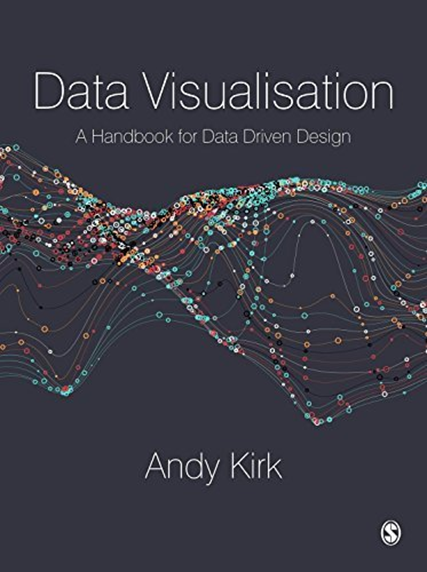 Data Visualisation
A Handbook for Data Driven Design
Andy Kirk
S